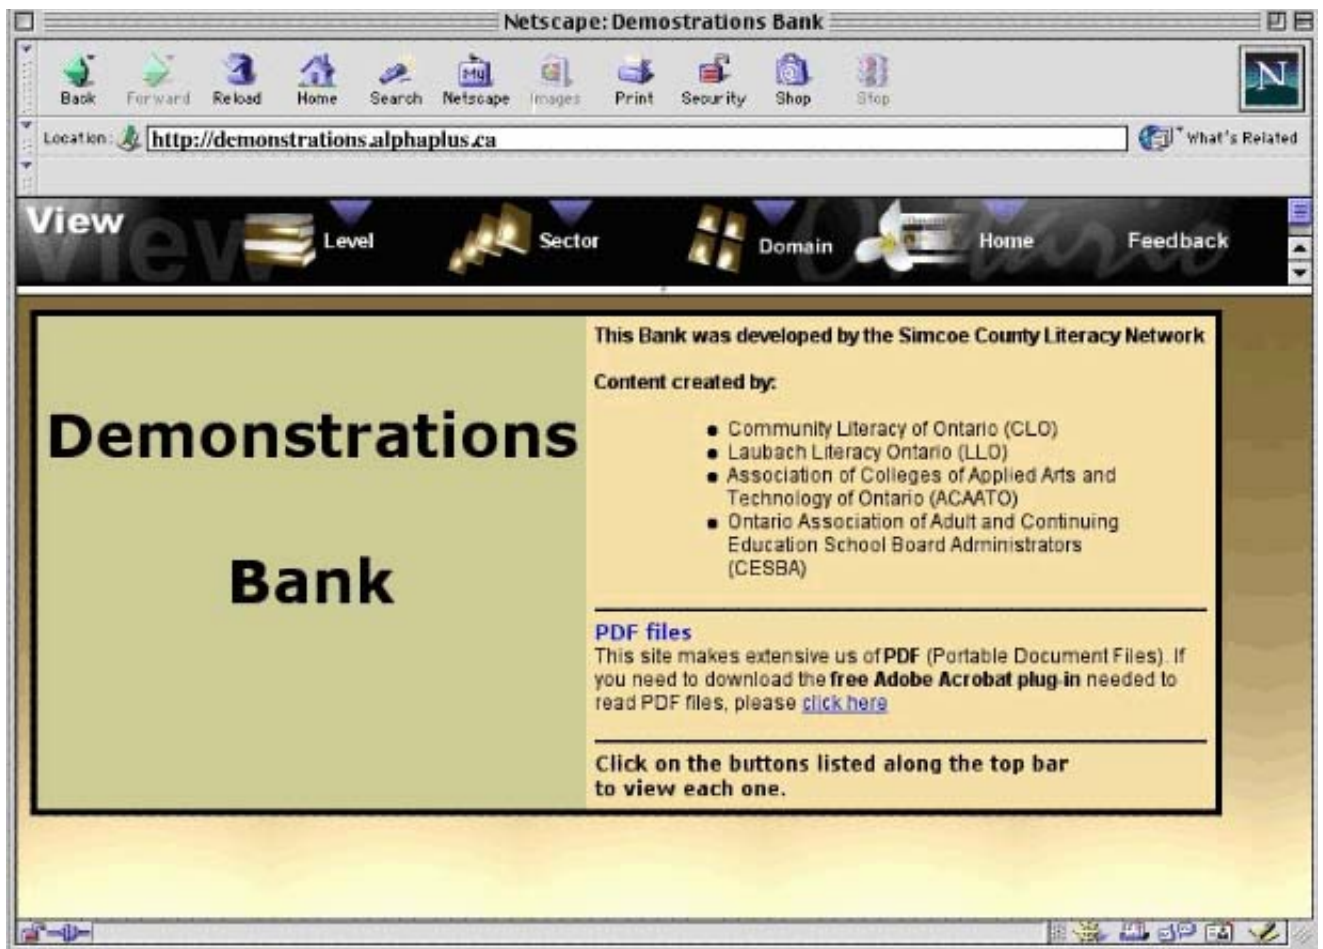 Netscape: Demostrations Bank
Back Forward Reload Home Search Netscape Images Print Security Shop Stop
My
N
Location: http://demonstrations.alphaplus.ca What's Related
View Level Sector Domain Home Feedback
View Ontario
This Bank was developed by the Simcoe County Literacy Network
Content created by:
Demonstrations
Bank
• Community Literacy of Ontario (CLO)
• Laubach Literacy Ontario (LLO)
• Association of Colleges of Applied Arts and
Technology of Ontario (ACAATO)
• Ontario Association of Adult and Continuing
Education School Board Administrators
(CESBA)
PDF files
This site makes extensive us of PDF (Portable Document Files). If
you need to download the free Adobe Acrobat plug-in needed to
read PDF files, please click here
Click on the buttons listed along the top bar
to view each one.